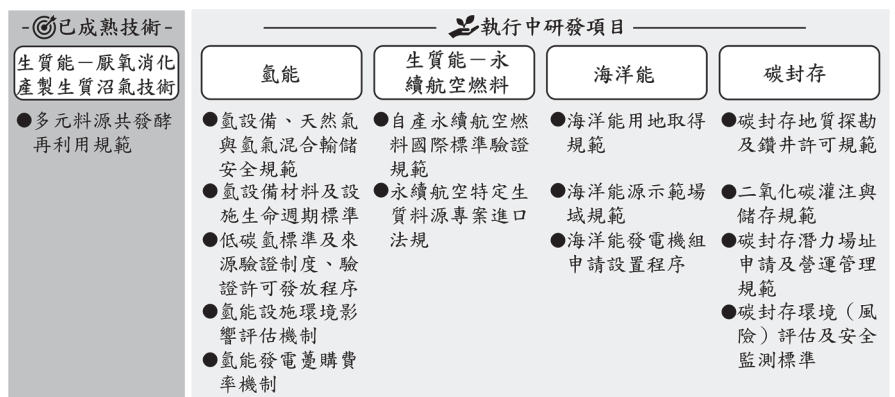 已成熟技術
生質能－厭氧消化
產製生質沼氣技術
●多元料源共發酵
再利用規範
執行中研發項目
氫能
●氫設備、天然氣
與氫氣混合輸儲
安全規範
●氫設備材料及設
施生命週期標準
●低碳氫標準及來
源驗證制度、驗
證許可發放程序
●氫能設施環境影
響評估機制
●氫能發電躉購費
率機制
生質能－永
續航空燃料
●自產永續航空燃
料國際標準驗證
規範
●永續航空特定生
質料源專案進口
法規
海洋能
●海洋能用地取得
規範
●海洋能源示範場
域規範
●海洋能發電機組
申請設置程序
碳封存
●碳封存地質探勘
及鑽井許可規範
●二氧化碳灌注與
儲存規範
●碳封存潛力場址
申請及營運管理
規範
●碳封存環境（風
險）評估及安全
監測標準